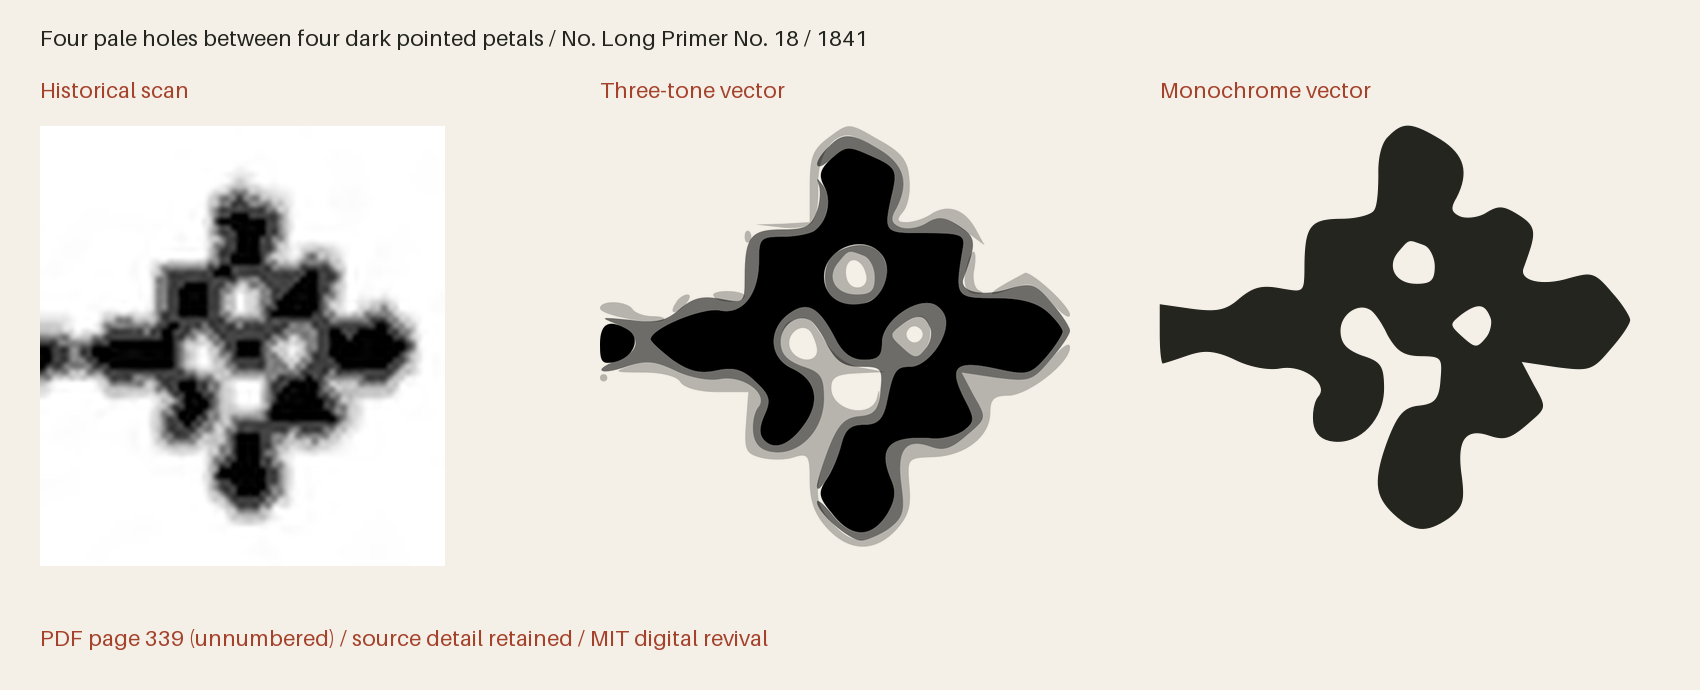 Four pale holes between four dark pointed petals / No. Long Primer No. 18 / 1841
Historical scan
Three-tone vector
Monochrome vector
PDF page 339 (unnumbered) / source detail retained / MIT digital revival